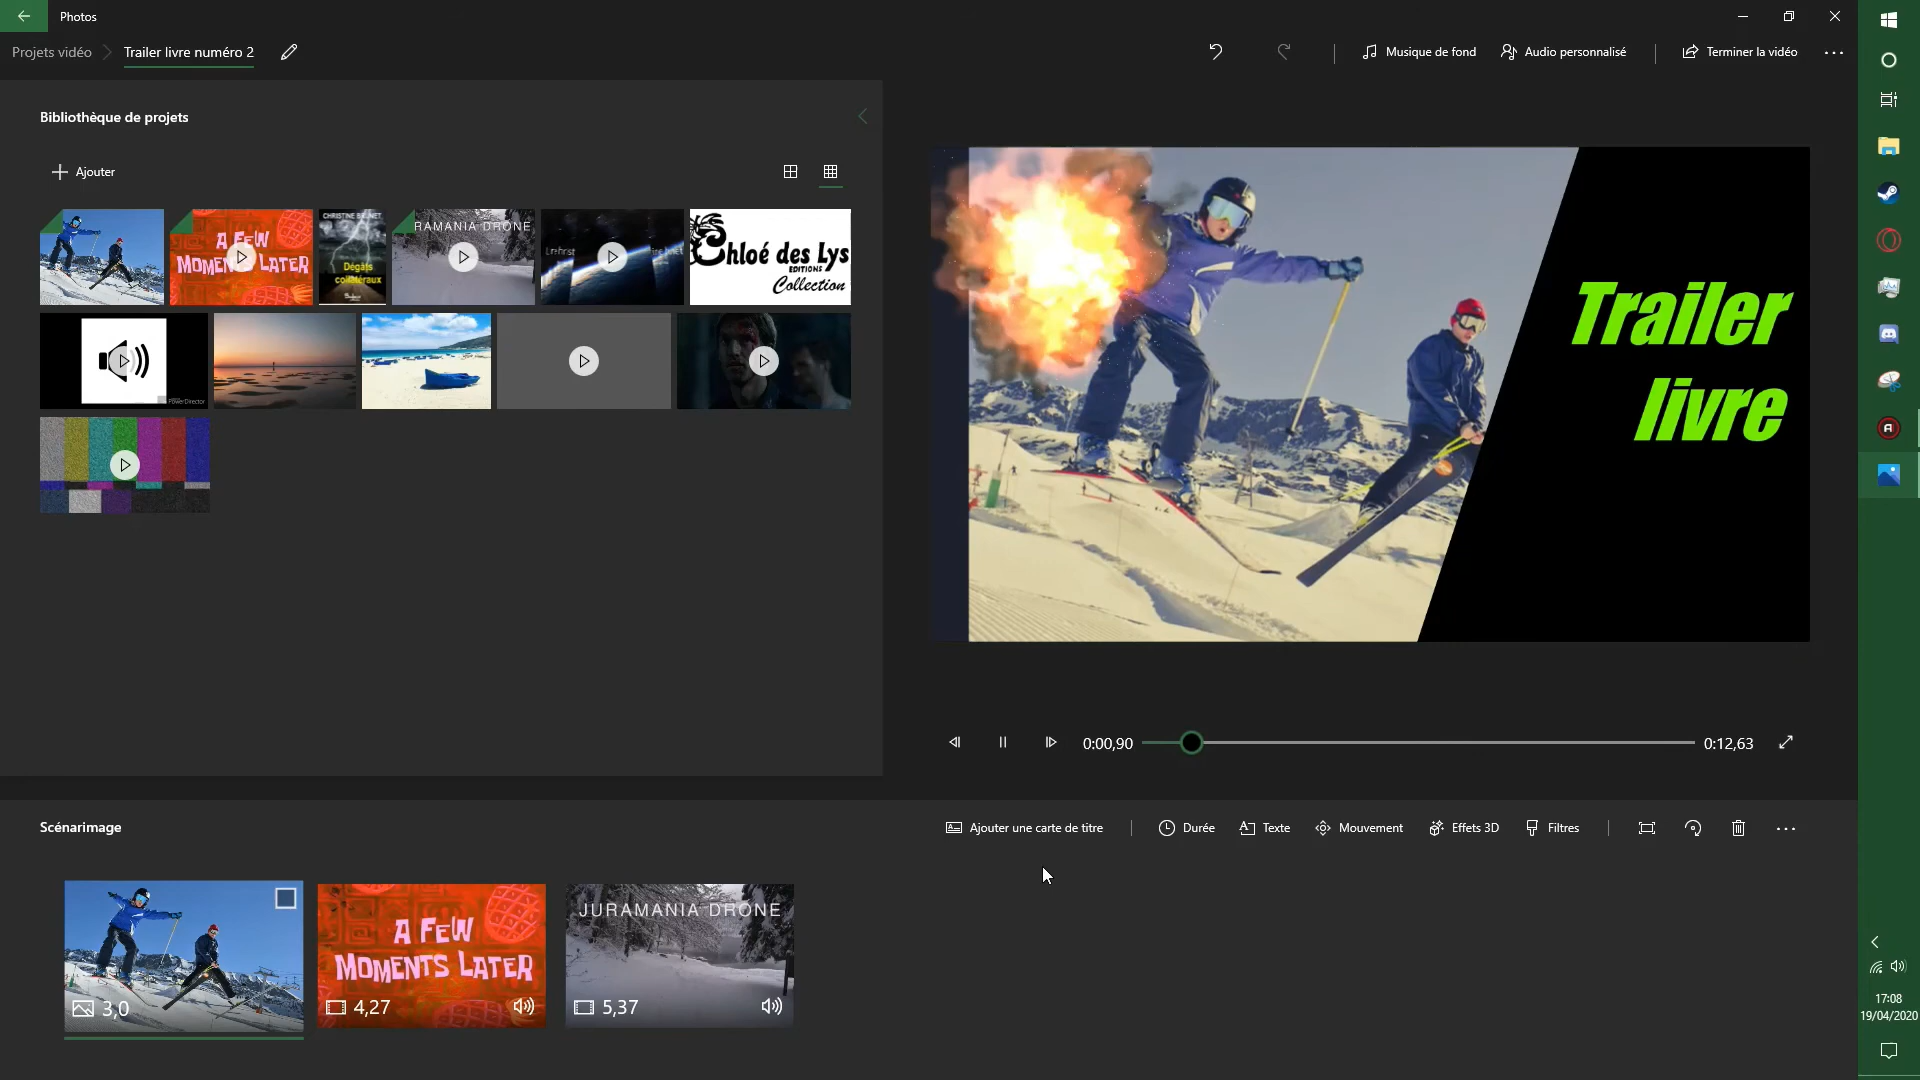 Photos
Projets vidéo
Trailer livre numéro 2
Musique de fond
Audio personnalisé
Terminer la vidéo
Bibliothèque de projets
Ajouter
A FEW
MOMENTS LATER
CHRISTINE BRUNET
Dégâts
collatéraux
RAMANIA DRONE
Chloé des Lys
EDITIONS
Collection
PowerDirector
Trailer
livre
0:00,90
0:12,63
Scénarimage
Ajouter une carte de titre
Durée
Texte
Mouvement
Effets 3D
Filtres
3,0
A FEW
MOMENTS LATER
4,27
JURAMANIA DRONE
5,37
17:08
19/04/2020